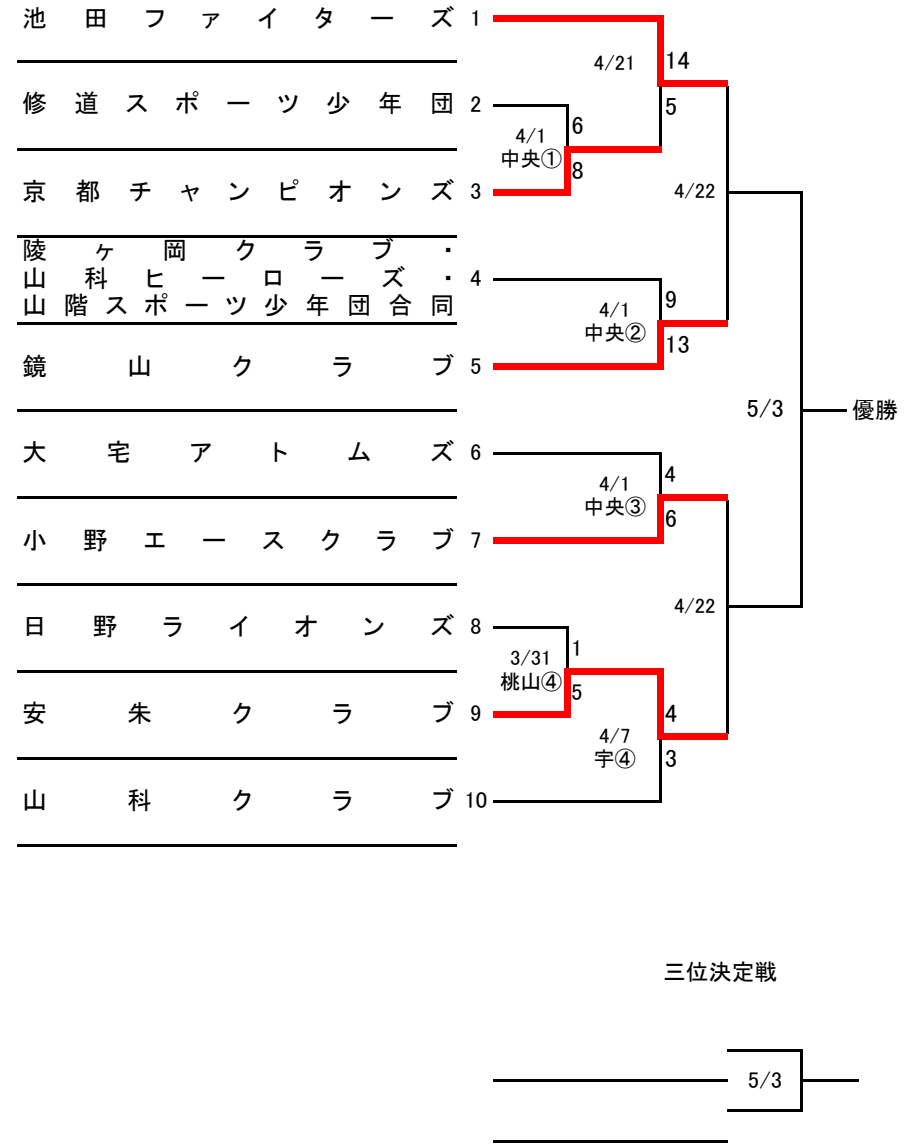 池田ファイターズ 1
4/21 14
修道スポーツ少年団 2
5
4/1 6
中央① 8
京都チャンピオンズ 3
4/22
陵ヶ岡クラブ・
山科ヒーローズ・ 4
山階スポーツ少年団合同
4/1 9
中央② 13
鏡山クラブ 5
5/3 優勝
大宅アトムズ 6
4/1 4
中央③ 6
小野エースクラブ 7
4/22
日野ライオンズ 8
3/31 1
桃山④ 5
安朱クラブ 9
4
4/7
宇④ 3
山科クラブ 10
三位決定戦
5/3